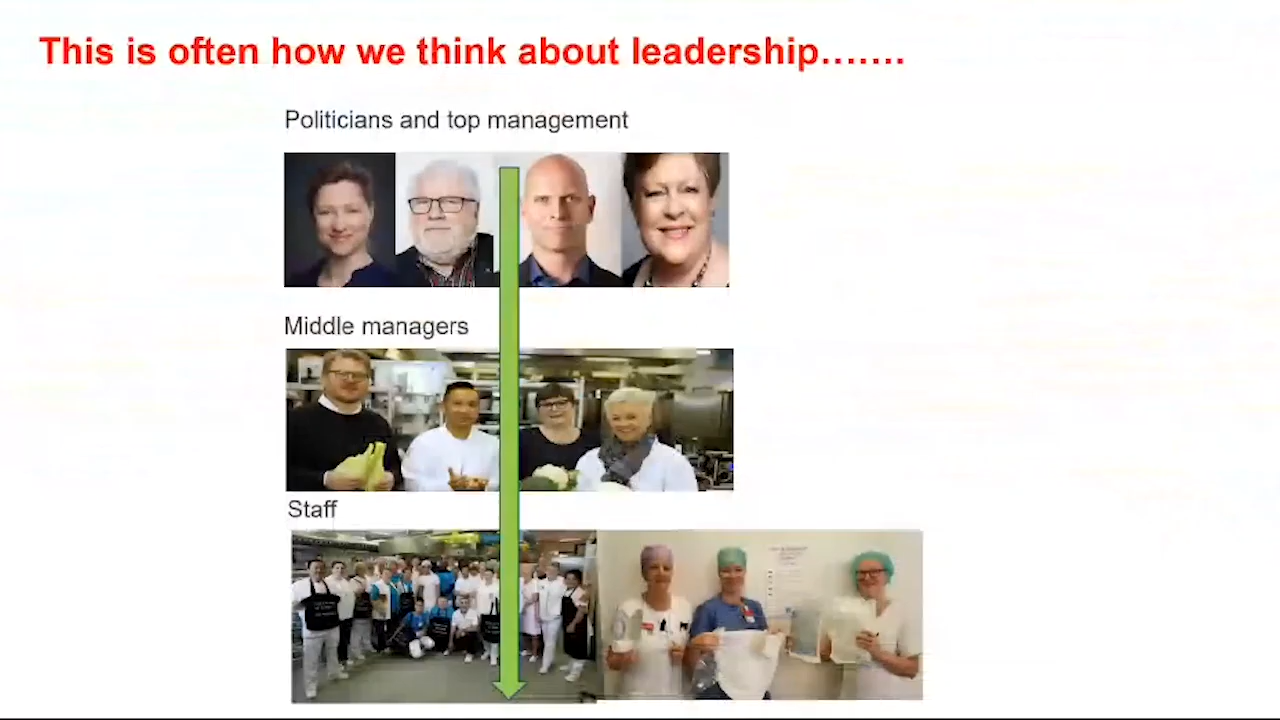 This is often how we think about leadership…….
Politicians and top management
Middle managers
Staff